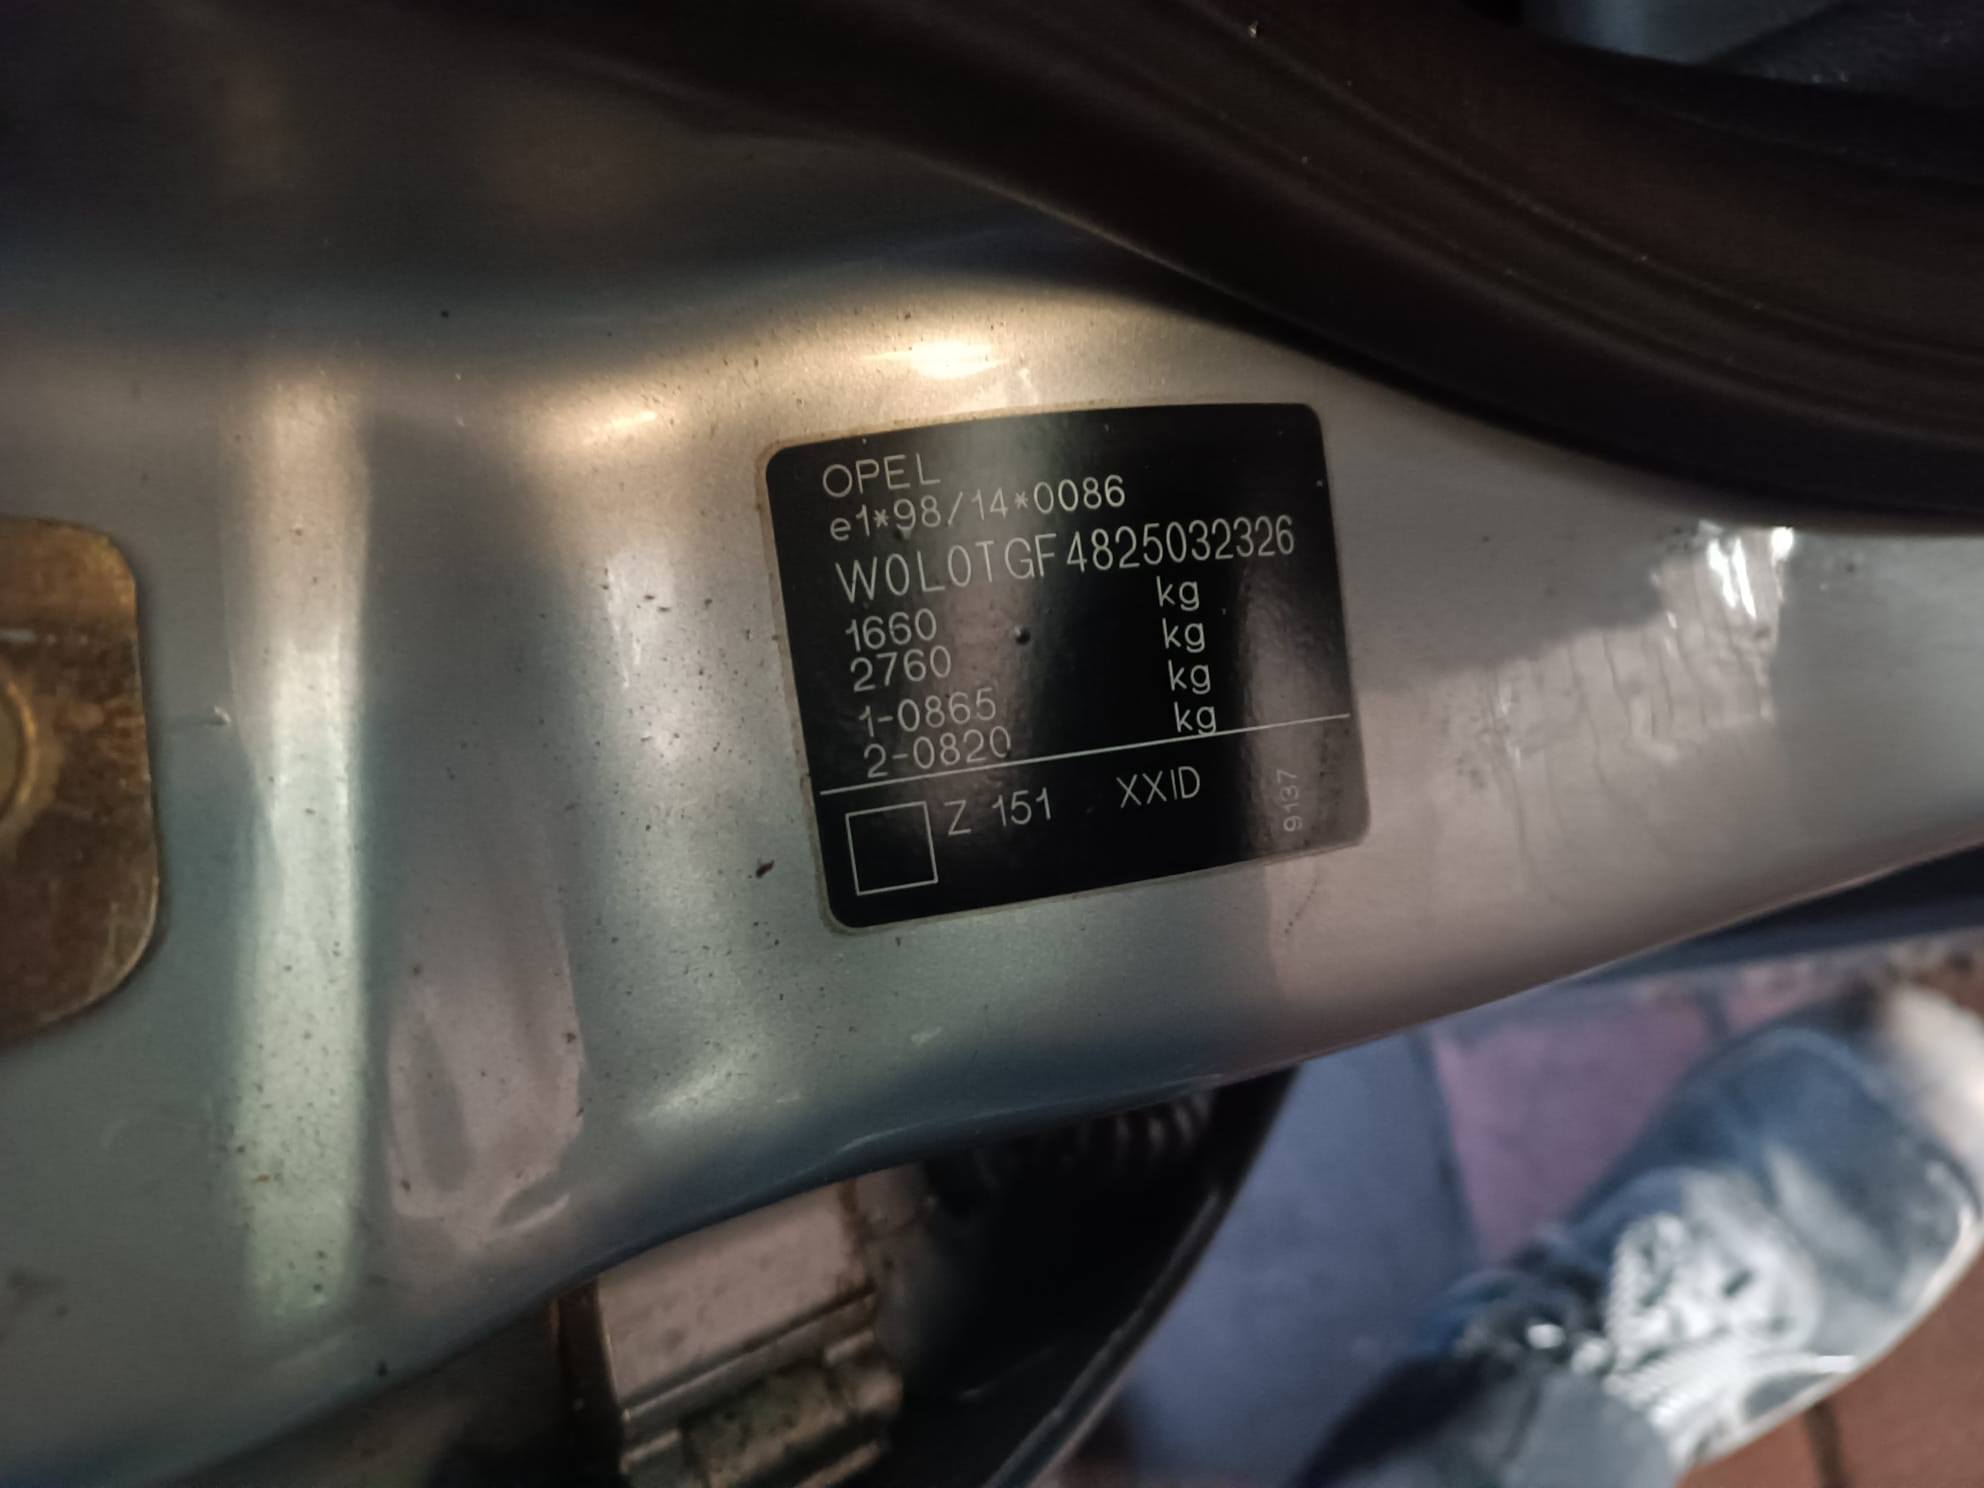 OPEL
e1*98/14*0086
W0L0TGF4825032326
1660 kg
2760 kg
1-0865 kg
2-0820 kg
Z 151 XXID
9137